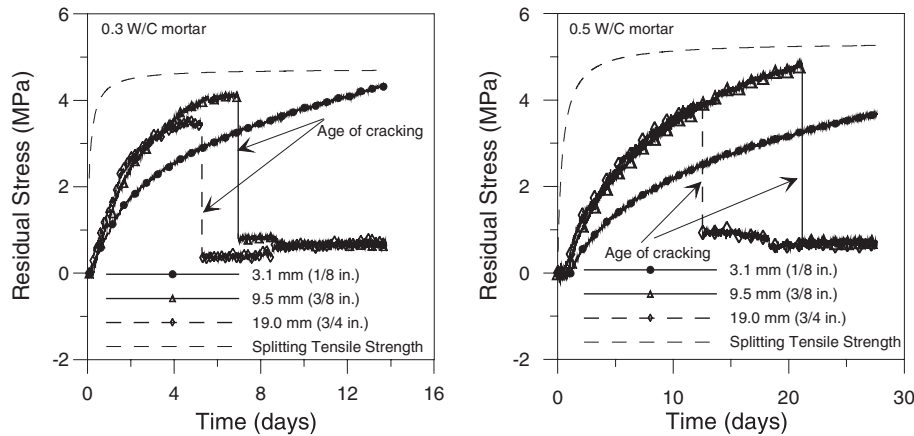 0.3 W/C mortar
Residual Stress (MPa)
6
4
2
0
-2
Age of cracking
3.1 mm (1/8 in.)
9.5 mm (3/8 in.)
19.0 mm (3/4 in.)
Splitting Tensile Strength
0
4
8
12
16
Time (days)
0.5 W/C mortar
Residual Stress (MPa)
6
4
2
0
-2
Age of cracking
3.1 mm (1/8 in.)
9.5 mm (3/8 in.)
19.0 mm (3/4 in.)
Splitting Tensile Strength
0
10
20
30
Time (days)